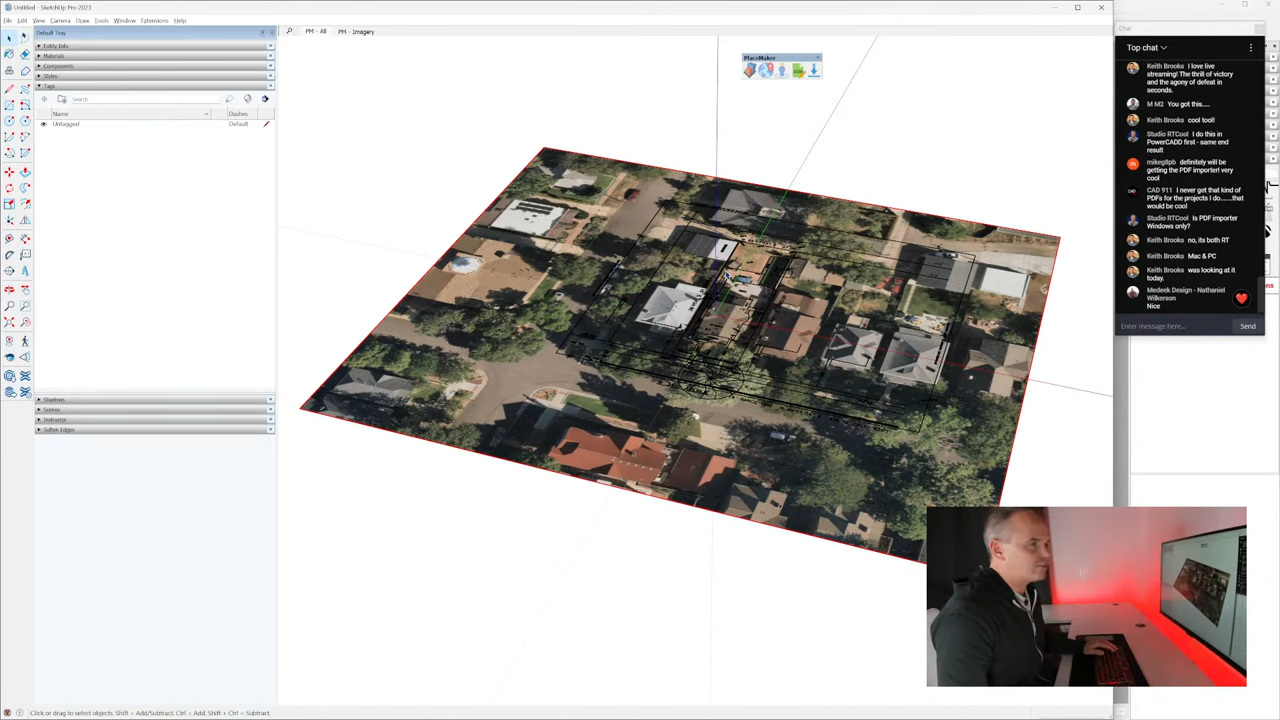 Untitled - SketchUp Pro 2023
File Edit View Camera Draw Tools Window Extensions Help
Default Tray
PM - All
PM - Imagery
Entity Info
Materials
Components
Styles
Tags
Search
Name
Dashes
Untagged
Default
Shadows
Scenes
Instructor
Soften Edges
PlaceMaker
Click or drag to select objects. Shift = Add/Subtract. Ctrl = Add. Shift + Ctrl = Subtract.
Chat
Top chat
Keith Brooks I love live
streaming! The thrill of victory
and the agony of defeat in
seconds.
M M2 You got this.....
Keith Brooks cool tool!
Studio RTCool I do this in
PowerCADD first - same end
result
mikeg8pb definitely will be
getting the PDF importer! very
cool
CAD 911 I never get that kind of
PDFs for the projects I do.......that
would be cool
Studio RTCool Is PDF importer
Windows only?
Keith Brooks no, its both RT
Keith Brooks Mac & PC
Keith Brooks was looking at it
today.
Medeek Design - Nathaniel
Wilkerson
Nice
Enter message here...
Send